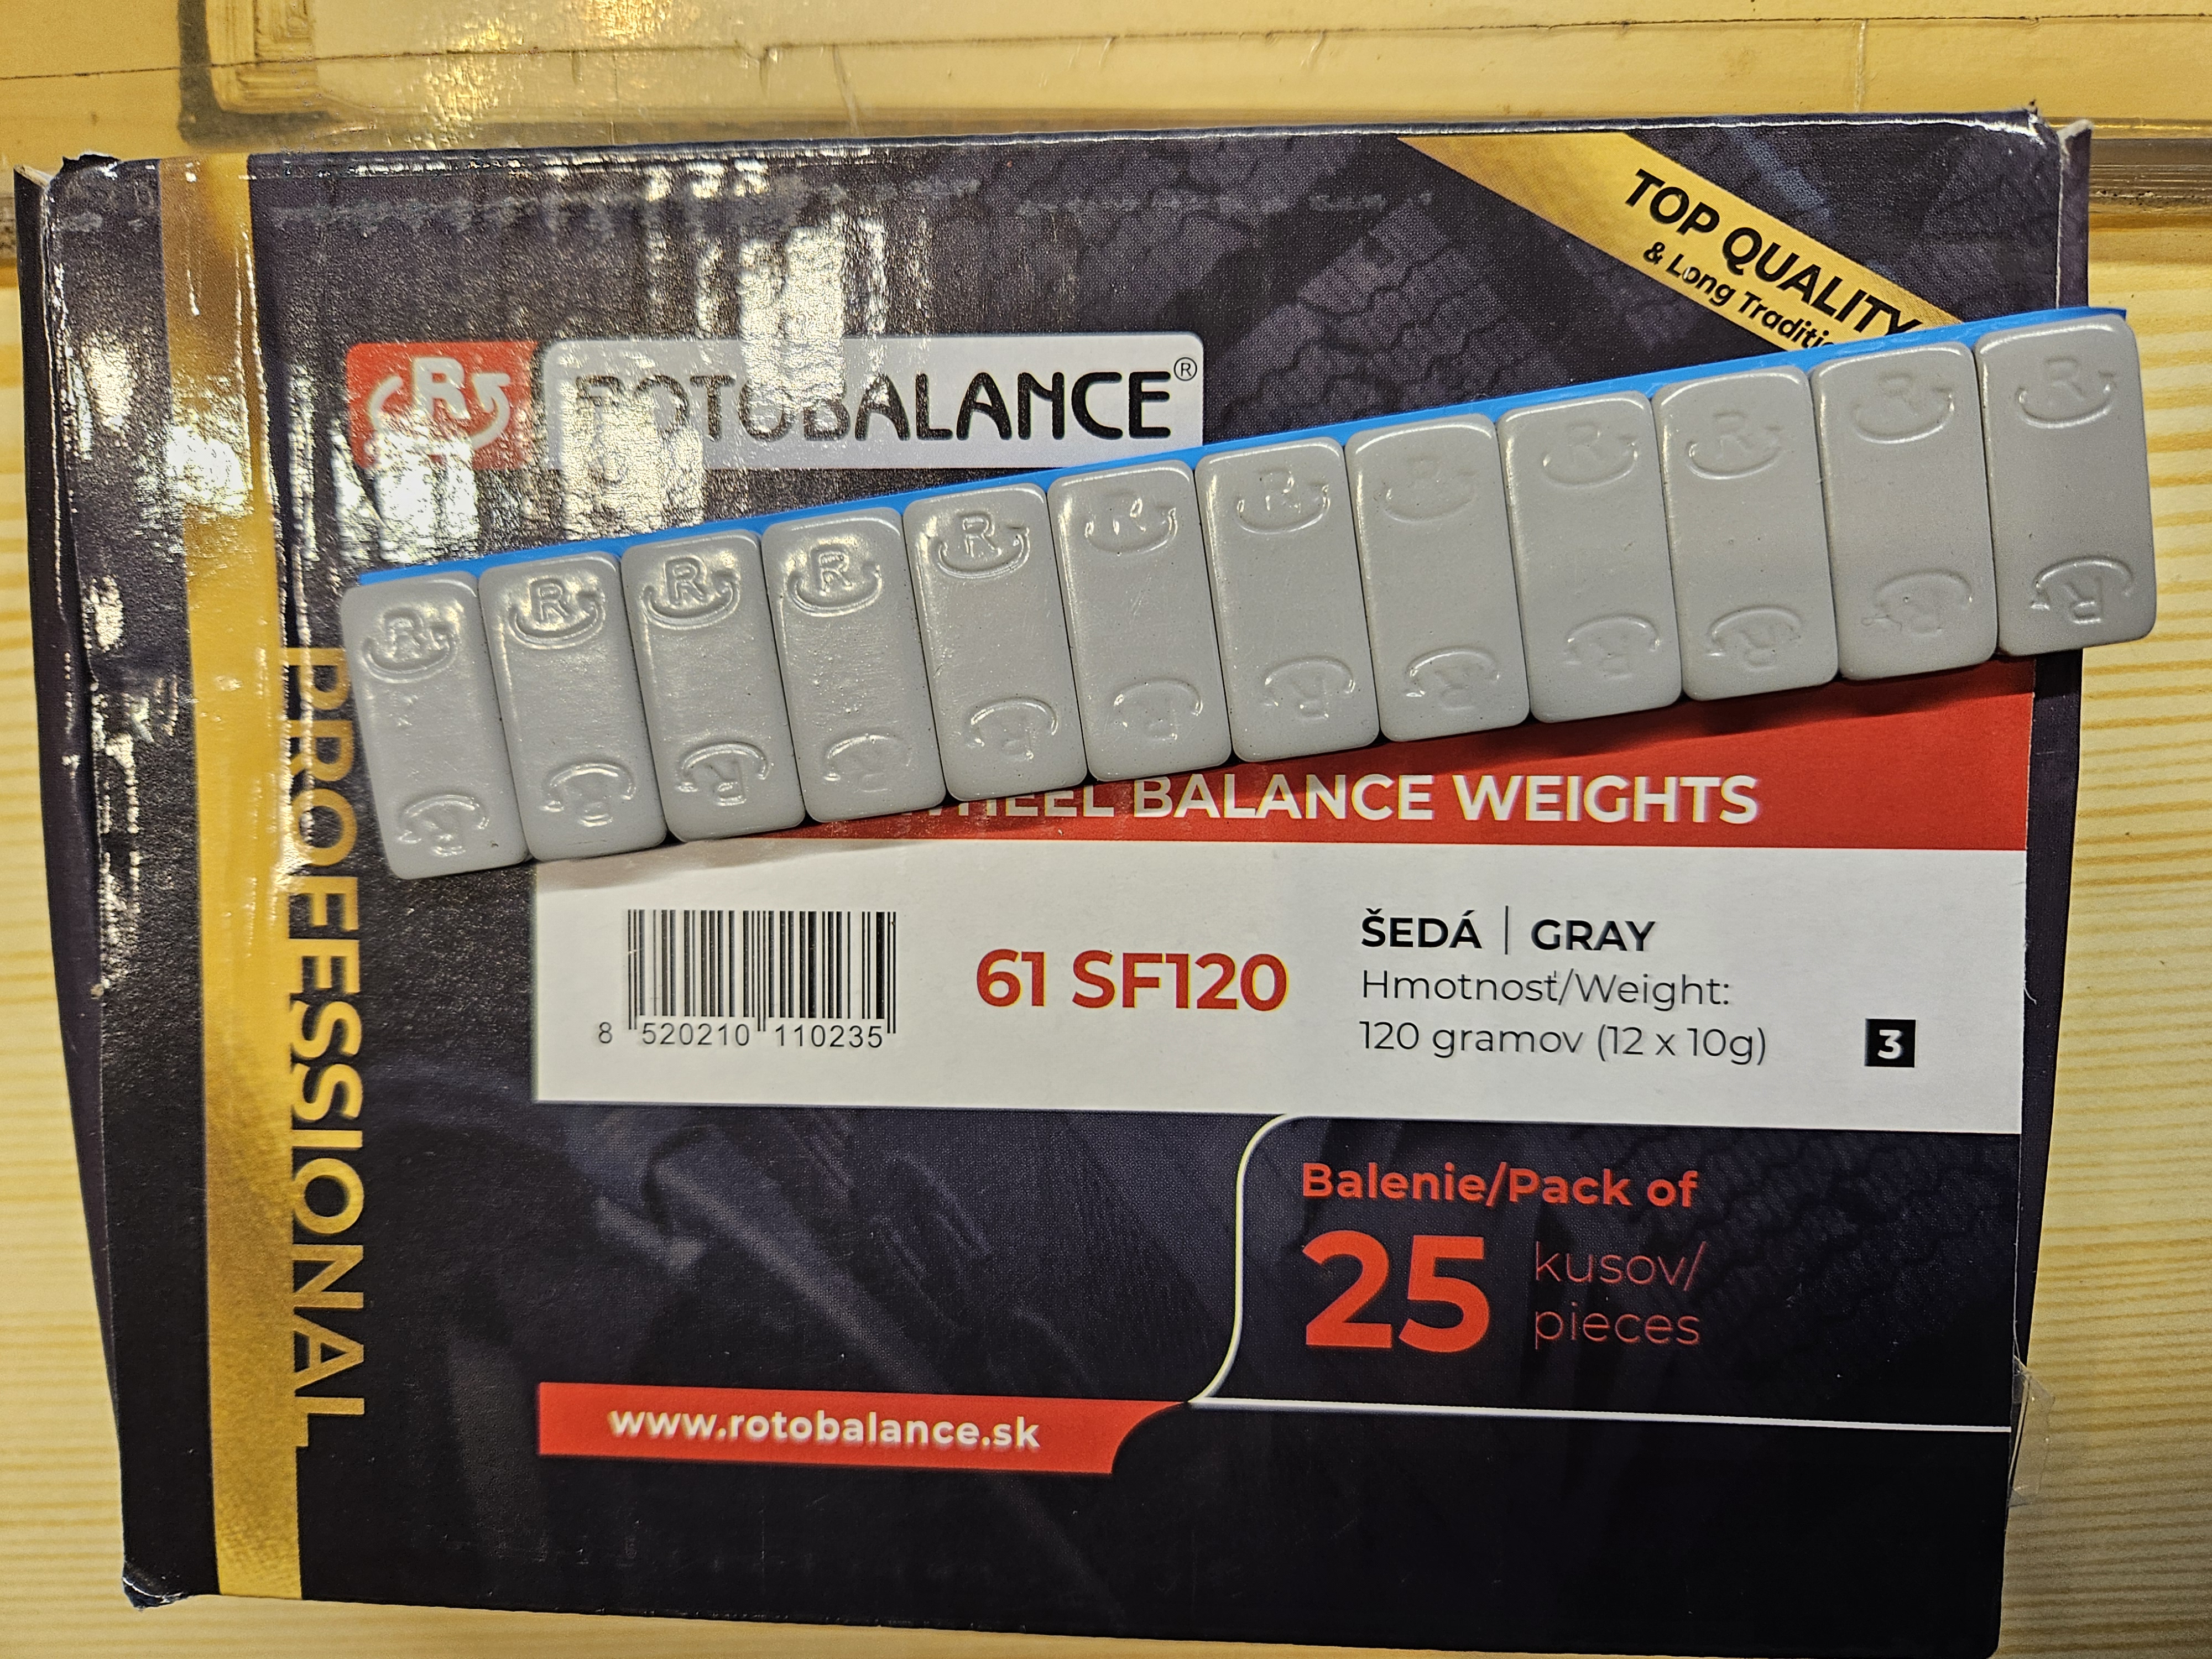 TOP QUALITY
& Long Traditi
ROTOBALANCE®
PROFESSIONAL
WHEEL BALANCE WEIGHTS
61 SF120
ŠEDÁ | GRAY
Hmotnosť/Weight:
120 gramov (12 x 10g)
3
8 520210 110235
Balenie/Pack of
25 kusov/
pieces
www.rotobalance.sk
R
R
R
R
R
R
R
R
R
R
R
R
R